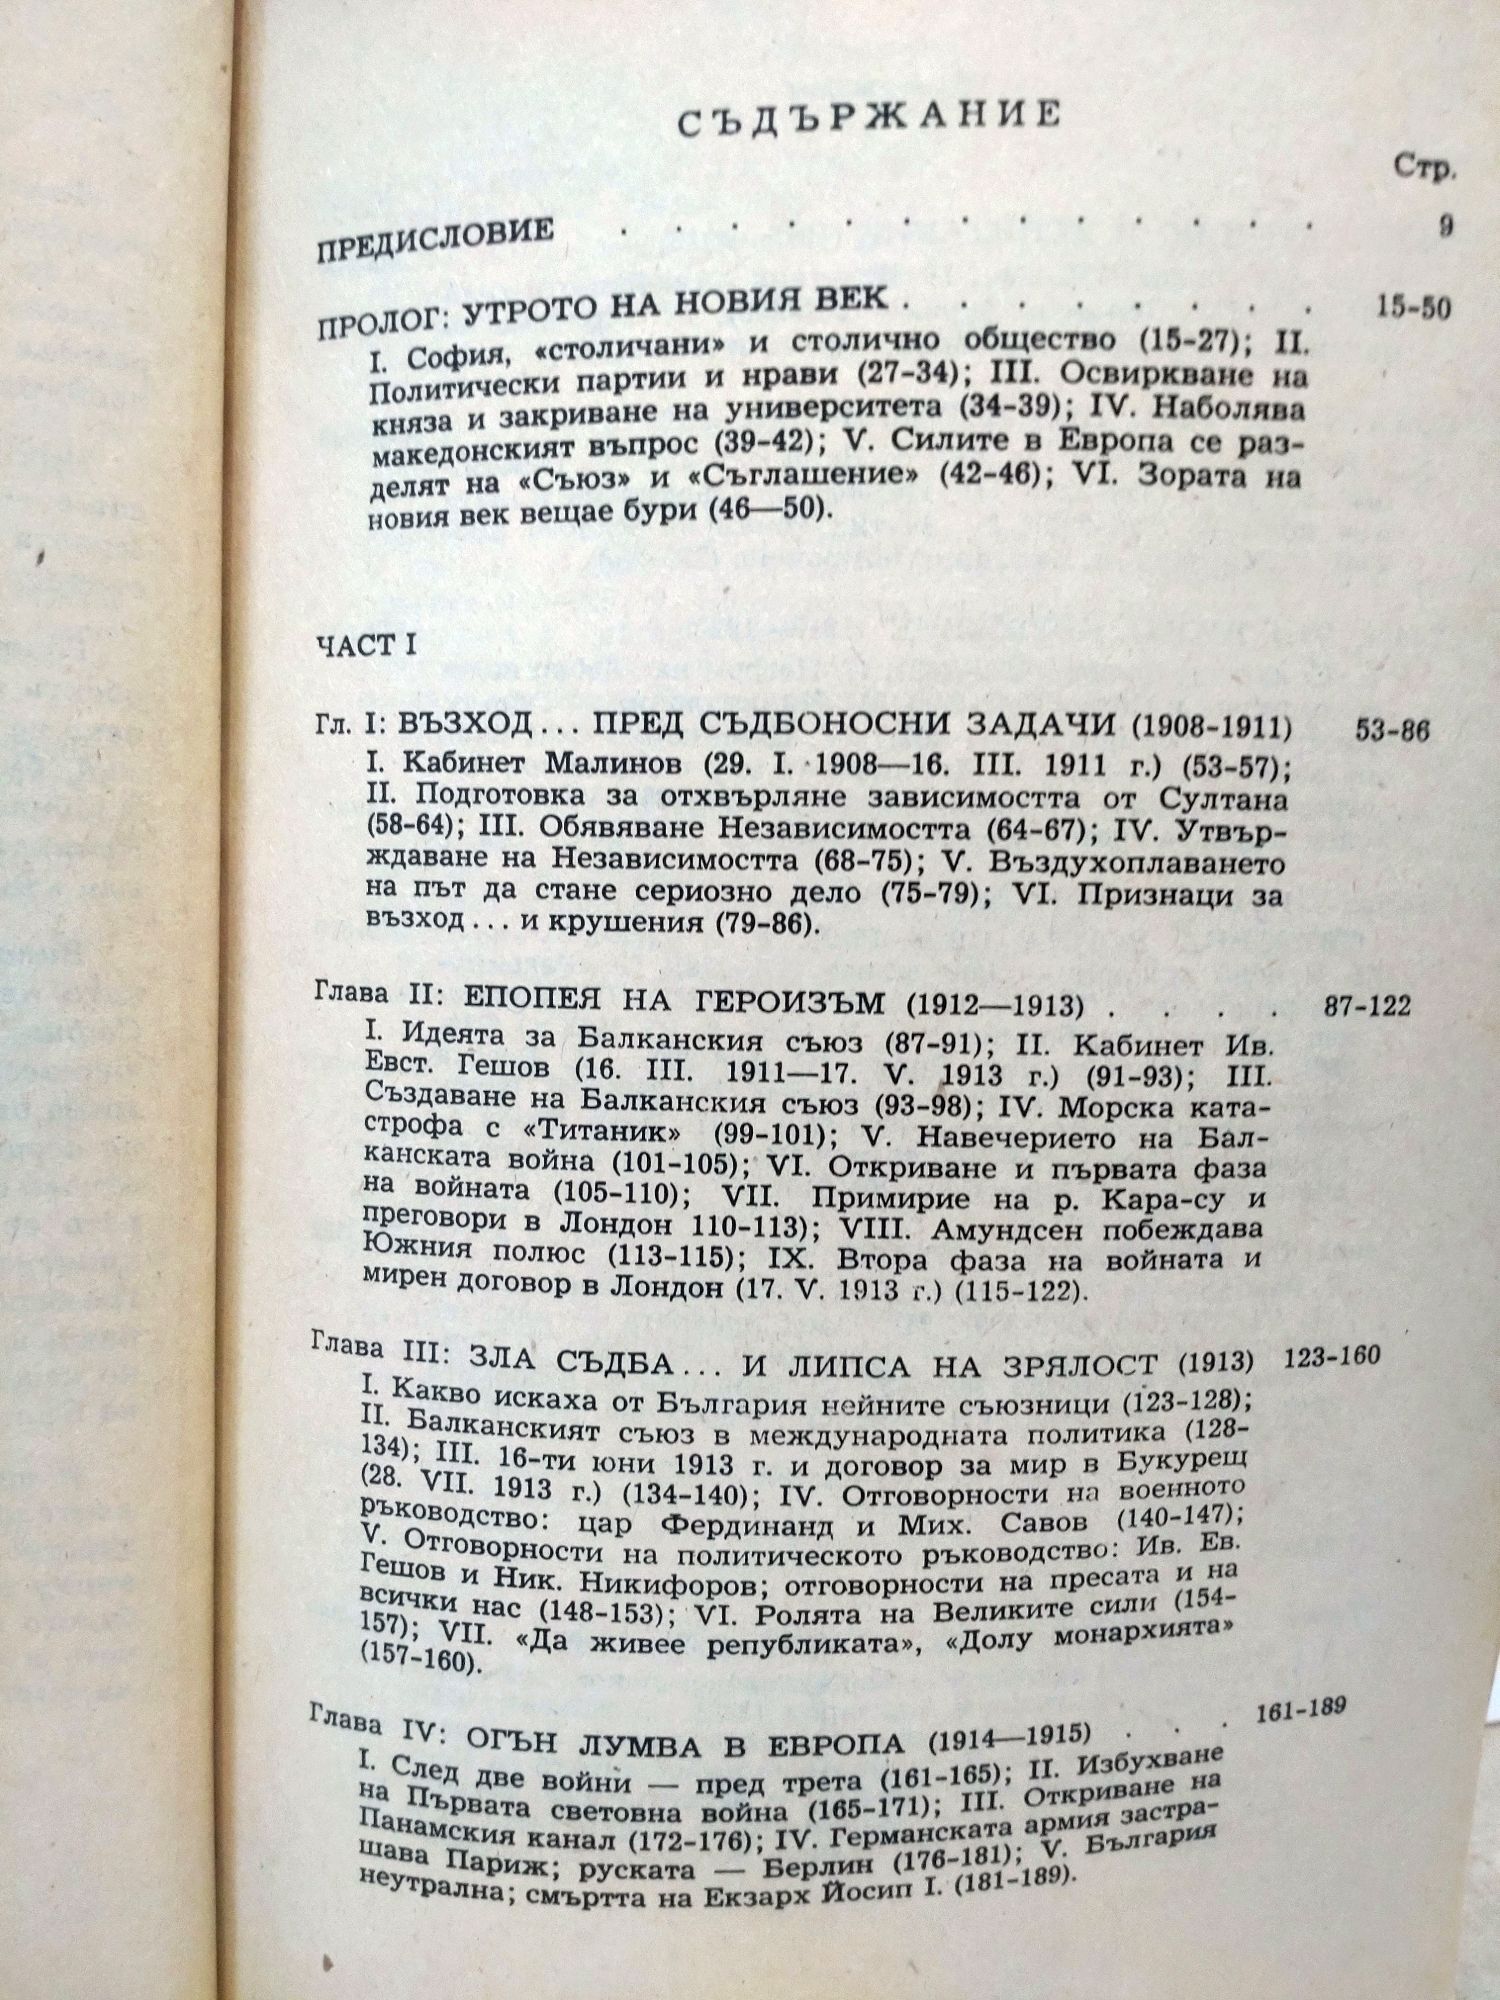 СЪДЪРЖАНИЕ
Стр.
ПРЕДИСЛОВИЕ . . . . . . . . . . . . . 9
ПРОЛОГ: УТРОТО НА НОВИЯ ВЕК . . . . . . . . 15-50
I. София, «столичани» и столично общество (15-27); II.
Политически партии и нрави (27-34); III. Освиркване на
княза и закриване на университета (34-39); IV. Наболява
македонският въпрос (39-42); V. Силите в Европа се раз-
делят на «Съюз» и «Съглашение» (42-46); VI. Зората на
новия век вещае бури (46—50).
ЧАСТ I
Гл. I: ВЪЗХОД... ПРЕД СЪДБОНОСНИ ЗАДАЧИ (1908-1911) 53-86
I. Кабинет Малинов (29. I. 1908—16. III. 1911 г.) (53-57);
II. Подготовка за отхвърляне зависимостта от Султана
(58-64); III. Обявяване Независимостта (64-67); IV. Утвър-
ждаване на Независимостта (68-75); V. Въздухоплаването
на път да стане сериозно дело (75-79); VI. Признаци за
възход... и крушения (79-86).
Глава II: ЕПОПЕЯ НА ГЕРОИЗЪМ (1912—1913) . . . . 87-122
I. Идеята за Балканския съюз (87-91); II. Кабинет Ив.
Евст. Гешов (16. III. 1911—17. V. 1913 г.) (91-93); III.
Създаване на Балканския съюз (93-98); IV. Морска ката-
строфа с «Титаник» (99-101); V. Навечерието на Бал-
канската война (101-105); VI. Откриване и първата фаза
на войната (105-110); VII. Примирие на р. Кара-су и
преговори в Лондон 110-113); VIII. Амундсен побеждава
Южния полюс (113-115); IX. Втора фаза на войната и
мирен договор в Лондон (17. V. 1913 г.) (115-122).
Глава III: ЗЛА СЪДБА... И ЛИПСА НА ЗРЯЛОСТ (1913) 123-160
I. Какво искаха от България нейните съюзници (123-128);
II. Балканският съюз в международната политика (128-
134); III. 16-ти юни 1913 г. и договор за мир в Букурещ
(28. VII. 1913 г.) (134-140); IV. Отговорности на военното
ръководство: цар Фердинанд и Мих. Савов (140-147);
V. Отговорности на политическото ръководство: Ив. Ев.
Гешов и Ник. Никифоров; отговорности на пресата и на
всички нас (148-153); VI. Ролята на Великите сили (154-
157); VII. «Да живее републиката», «Долу монархията»
(157-160).
Глава IV: ОГЪН ЛУМВА В ЕВРОПА (1914—1915) . . . 161-189
I. След две войни — пред трета (161-165); II. Избухване
на Първата световна война (165-171); III. Откриване на
Панамския канал (172-176); IV. Германската армия застра-
шава Париж; руската — Берлин (176-181); V. България
неутрална; смъртта на Екзарх Йосип I. (181-189).